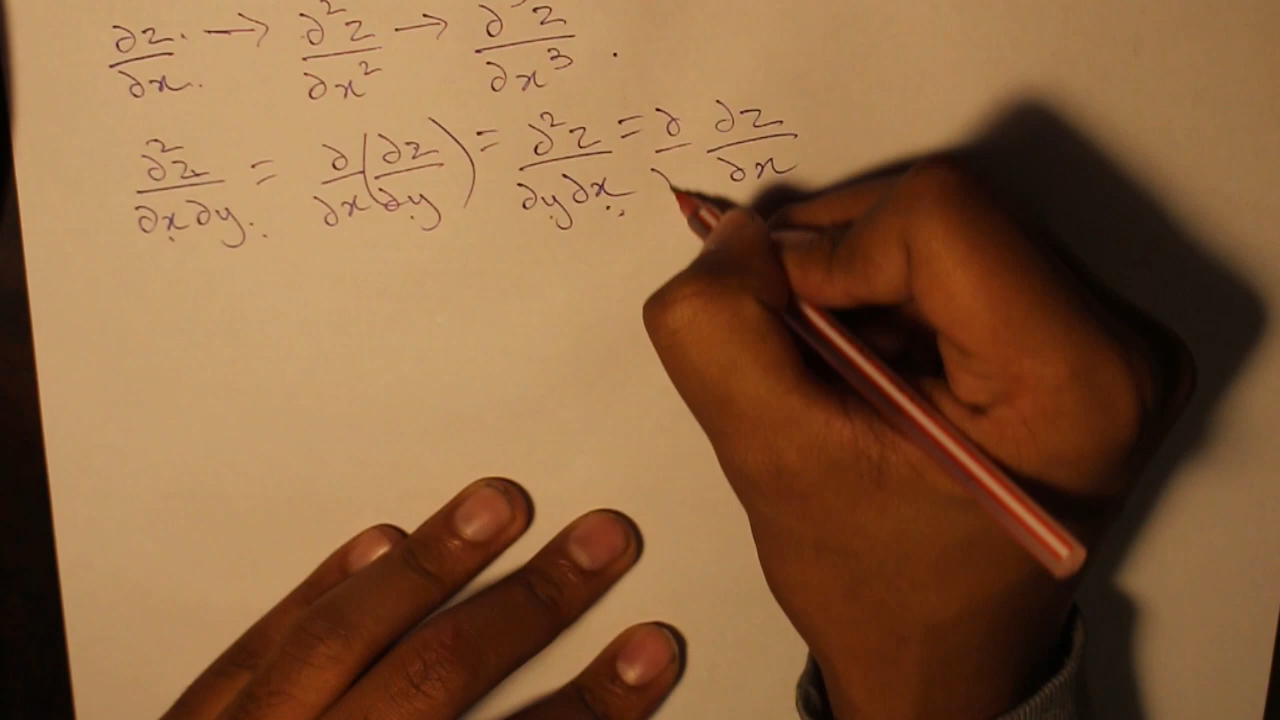 ∂z/∂x. → ∂²z/∂x² → ∂³z/∂x³ .
∂²z/∂x∂y. = ∂/∂x(∂z/∂y) = ∂²z/∂y∂x = ∂/ ∂z/∂x